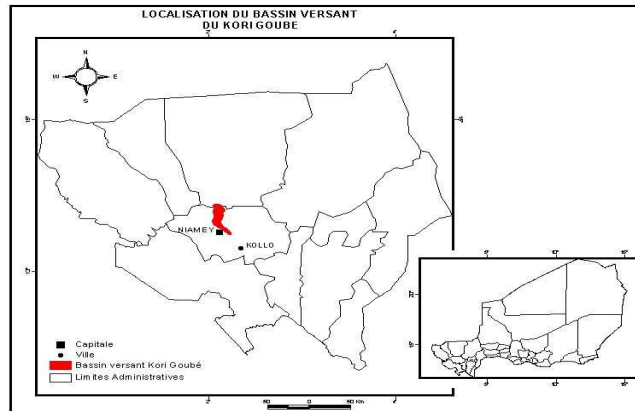 LOCALISATION DU BASSIN VERSANT
DU KORI GOUBE
N
W E
S
NIAMEY
KOLLO
Capitale
Ville
Bassin versant Kori Goubé
Limites Administratives